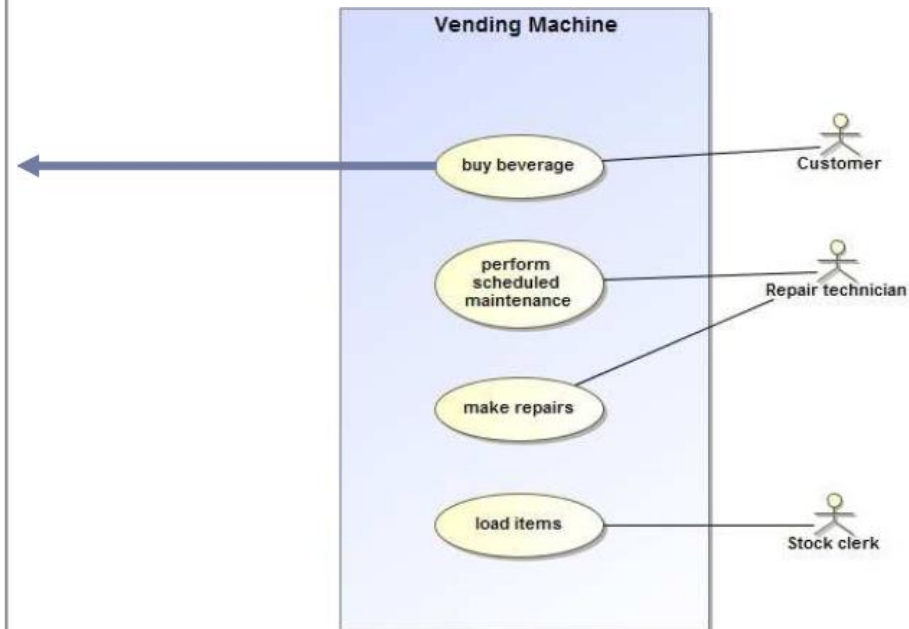 Vending Machine
buy beverage
Customer
perform
scheduled
maintenance
Repair technician
make repairs
load items
Stock clerk